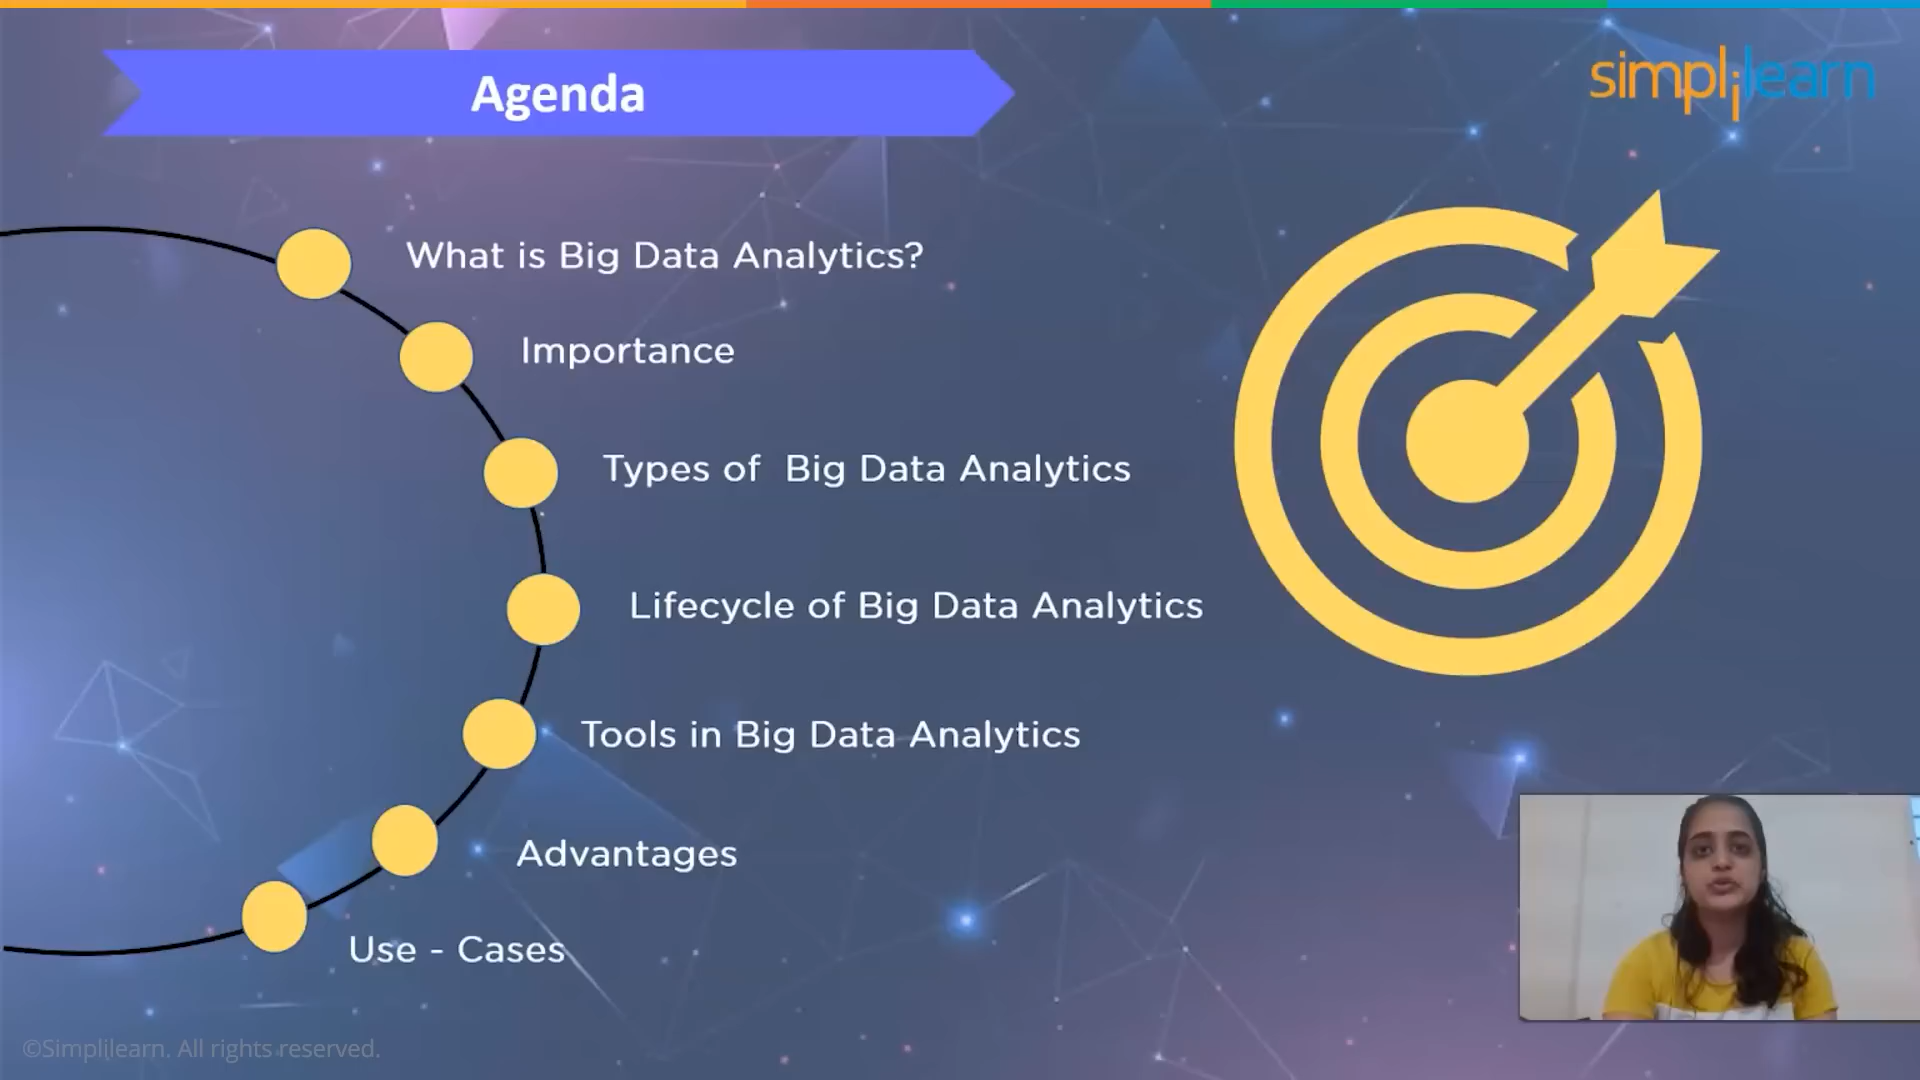 Agenda
simplilearn
What is Big Data Analytics?
Importance
Types of  Big Data Analytics
Lifecycle of Big Data Analytics
Tools in Big Data Analytics
Advantages
Use - Cases
©Simplilearn. All rights reserved.